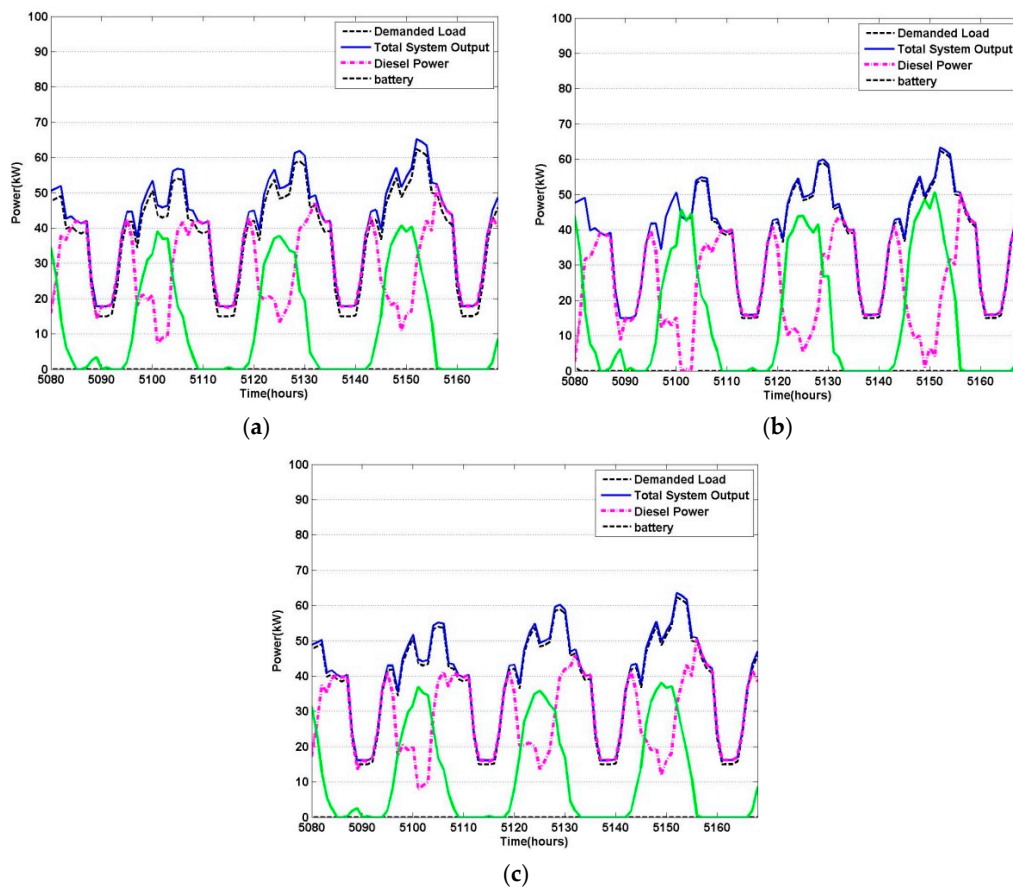 100
90
80
70
60
50
40
30
20
10
0
Power(kW)
Demanded Load
Total System Output
Diesel Power
battery
5080 5090 5100 5110 5120 5130 5140 5150 5160
Time(hours)
(a)
100
90
80
70
60
50
40
30
20
10
0
Power(kW)
Demanded Load
Total System Output
Diesel Power
battery
5080 5090 5100 5110 5120 5130 5140 5150 5160
Time(hours)
(b)
100
90
80
70
60
50
40
30
20
10
0
Power(kW)
Demanded Load
Total System Output
Diesel Power
battery
5080 5090 5100 5110 5120 5130 5140 5150 5160
Time(hours)
(c)